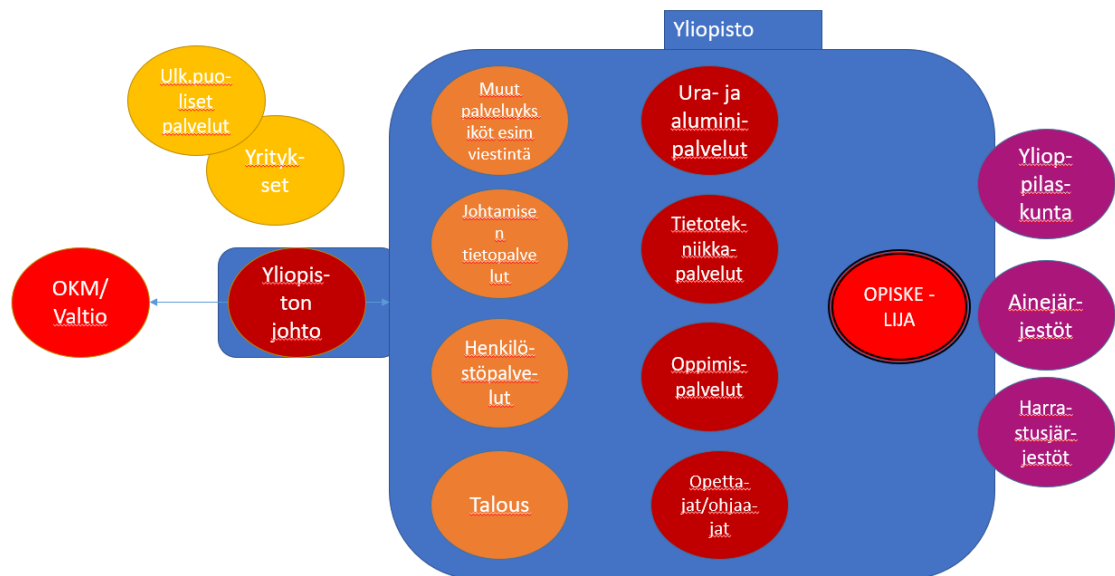 Yliopisto
Ulk.puo-
liset
palvelut
Yrityk-
set
OKM/
Valtio
Yliopis-
ton
johto
Muut
palveluyks
iköt esim
viestintä
Johtamise
n
tietopalve
lut
Henkilö-
stöpalve-
lut
Talous
Ura- ja
alumini-
palvelut
Tietotek-
niikka-
palvelut
Oppimis-
palvelut
Opetta-
jat/ohjaa-
jat
OPISKE -
LIJA
Yliop-
pilas-
kunta
Ainejär-
jestöt
Harra-
stusjär-
jestöt